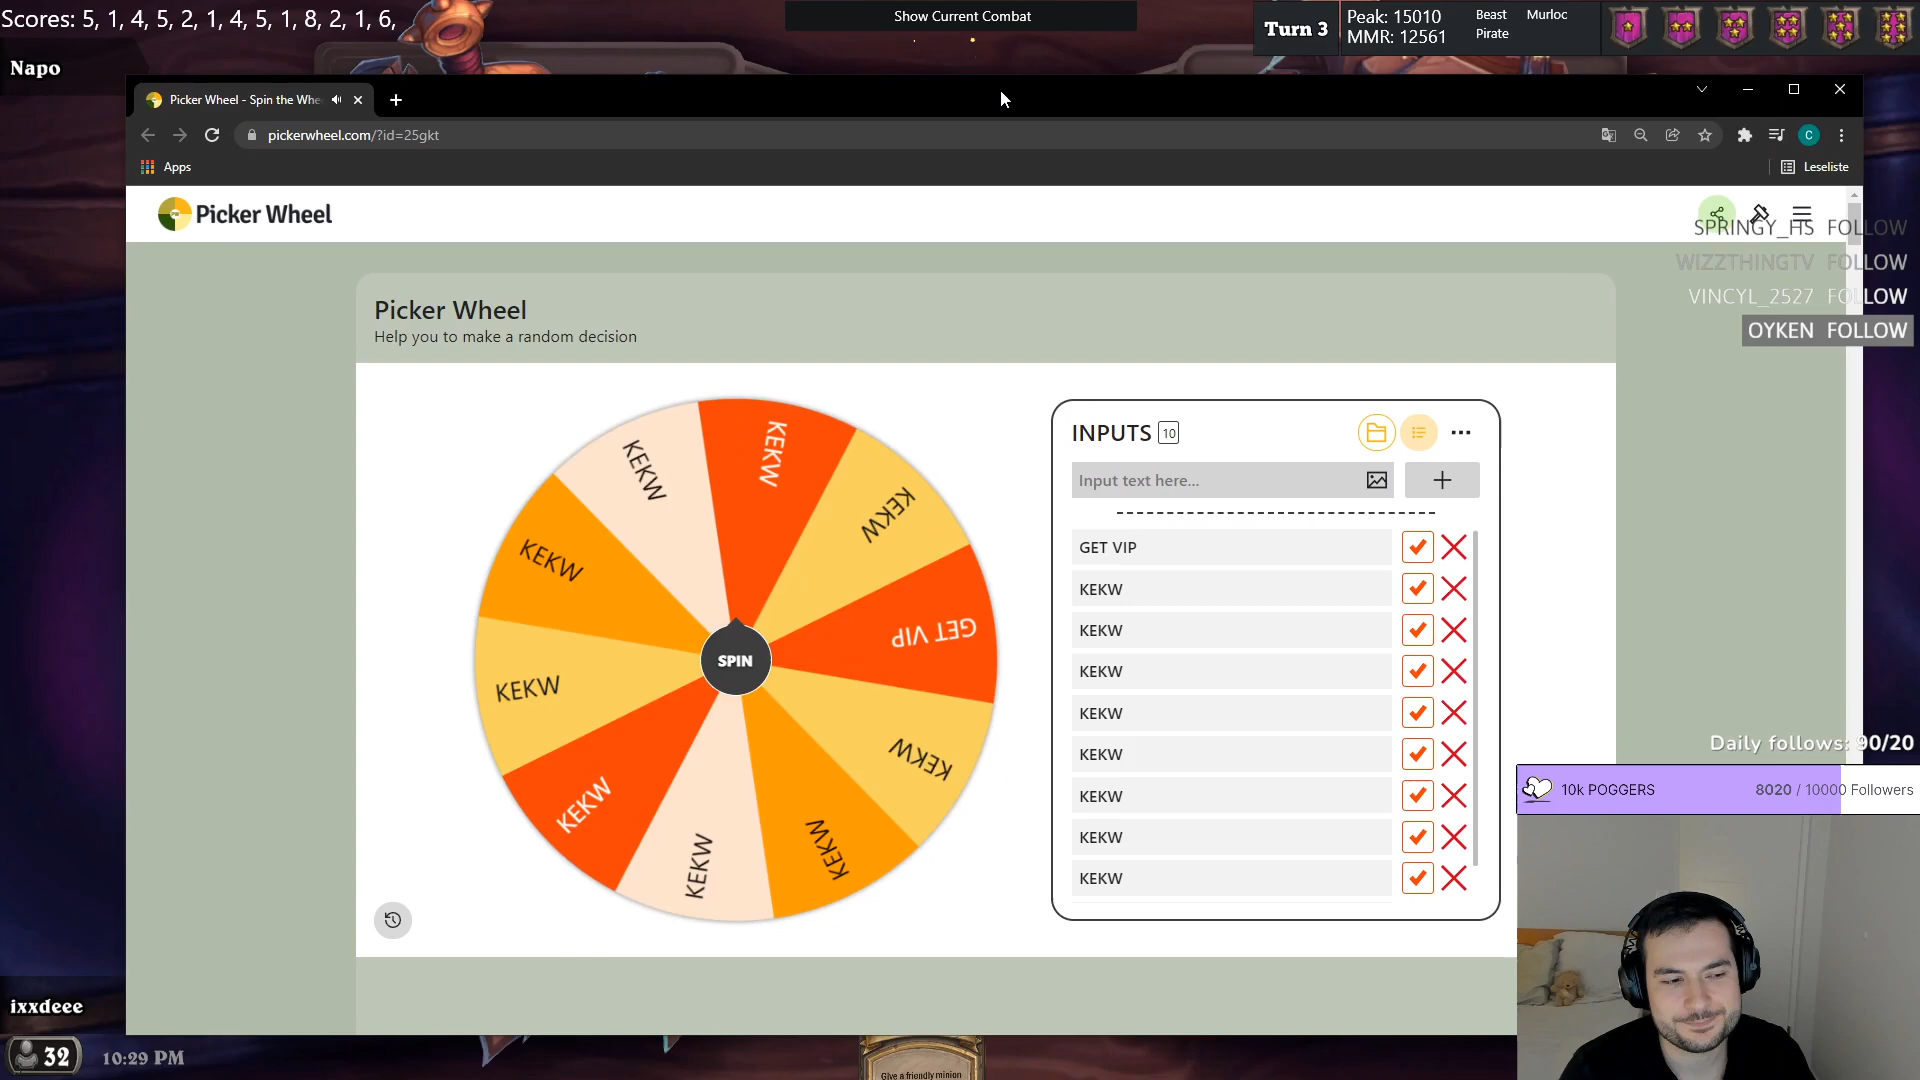 Scores: 5, 1, 4, 5, 2, 1, 4, 5, 1, 8, 2, 1, 6,
Show Current Combat
Turn 3
Peak: 15010
MMR: 12561
Beast Murloc
Pirate
Napo
Picker Wheel - Spin the Whe
pickerwheel.com/?id=25gkt
C
Apps
Leseliste
Picker Wheel
SPRINGY_HS FOLLOW
WIZZTHINGTV FOLLOW
VINCYL_2527 FOLLOW
OYKEN FOLLOW
Picker Wheel
Help you to make a random decision
KEKW
KEKW
GET VIP
KEKW
KEKW
KEKW
KEKW
KEKW
KEKW
KEKW
SPIN
INPUTS 10
Input text here...
GET VIP
KEKW
KEKW
KEKW
KEKW
KEKW
KEKW
KEKW
KEKW
Daily follows: 90/20
10k POGGERS 8020 / 10000 Followers
ixxdeee
32 10:29 PM
Give a friendly minion